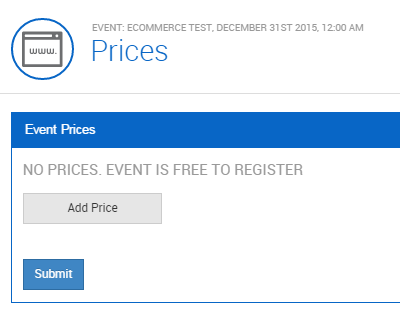 EVENT: ECOMMERCE TEST, DECEMBER 31ST 2015, 12:00 AM
www.
Prices
Event Prices
NO PRICES. EVENT IS FREE TO REGISTER
Add Price
Submit